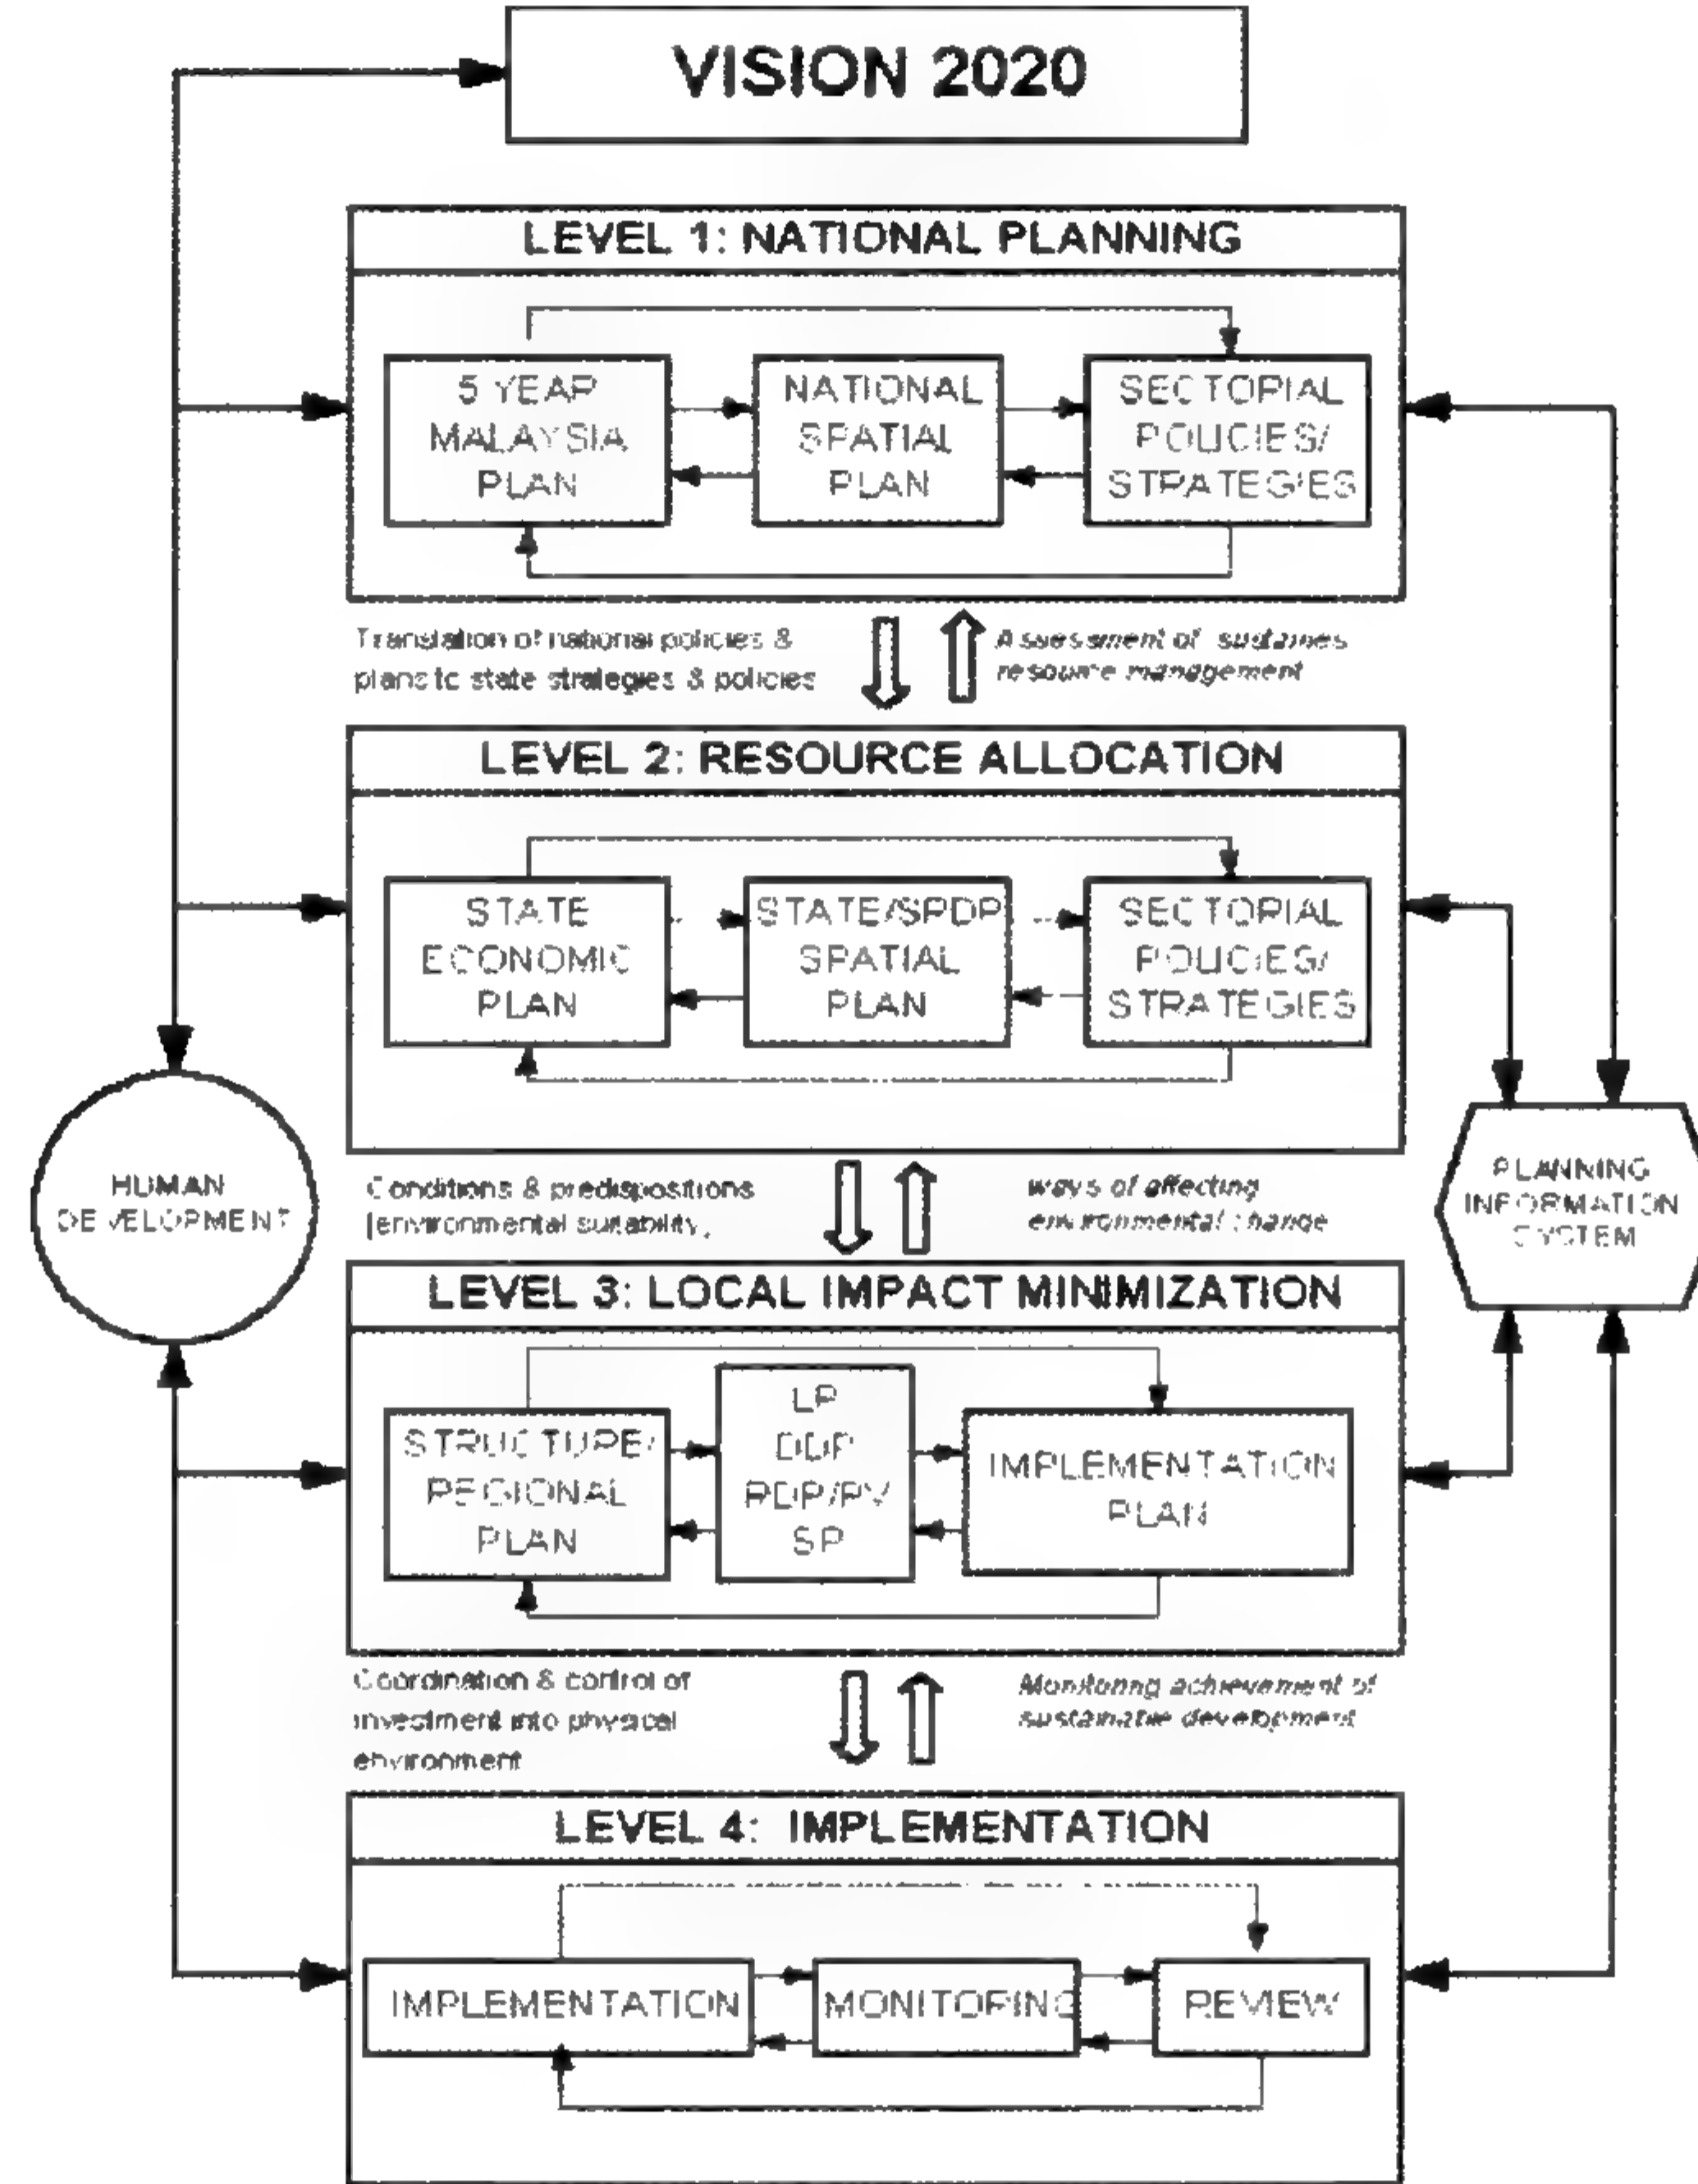 VISION 2020
LEVEL 1: NATIONAL PLANNING
5 YEAR
MALAYSIA
PLAN
NATIONAL
SPATIAL
PLAN
SECTORIAL
POLICIES/
STRATEGIES
Translation of national policies &
plans to state strategies & policies
Assessment of
resource management
LEVEL 2: RESOURCE ALLOCATION
STATE
ECONOMIC
PLAN
STATE/SPDP
SPATIAL
PLAN
SECTORIAL
POLICIES/
STRATEGIES
HUMAN
DEVELOPMENT
PLANNING
INFORMATION
SYSTEM
Conditions & predispositions
[environmental suitability,
ways of affecting
environmental change
LEVEL 3: LOCAL IMPACT MINIMIZATION
STRUCTURE/
REGIONAL
PLAN
LP
DDP
SP
IMPLEMENTATION
PLAN
Coordination & control of
investment into physical
environment
Monitoring achievement of
sustainable development
LEVEL 4: IMPLEMENTATION
IMPLEMENTATION
MONITORING
REVIEW